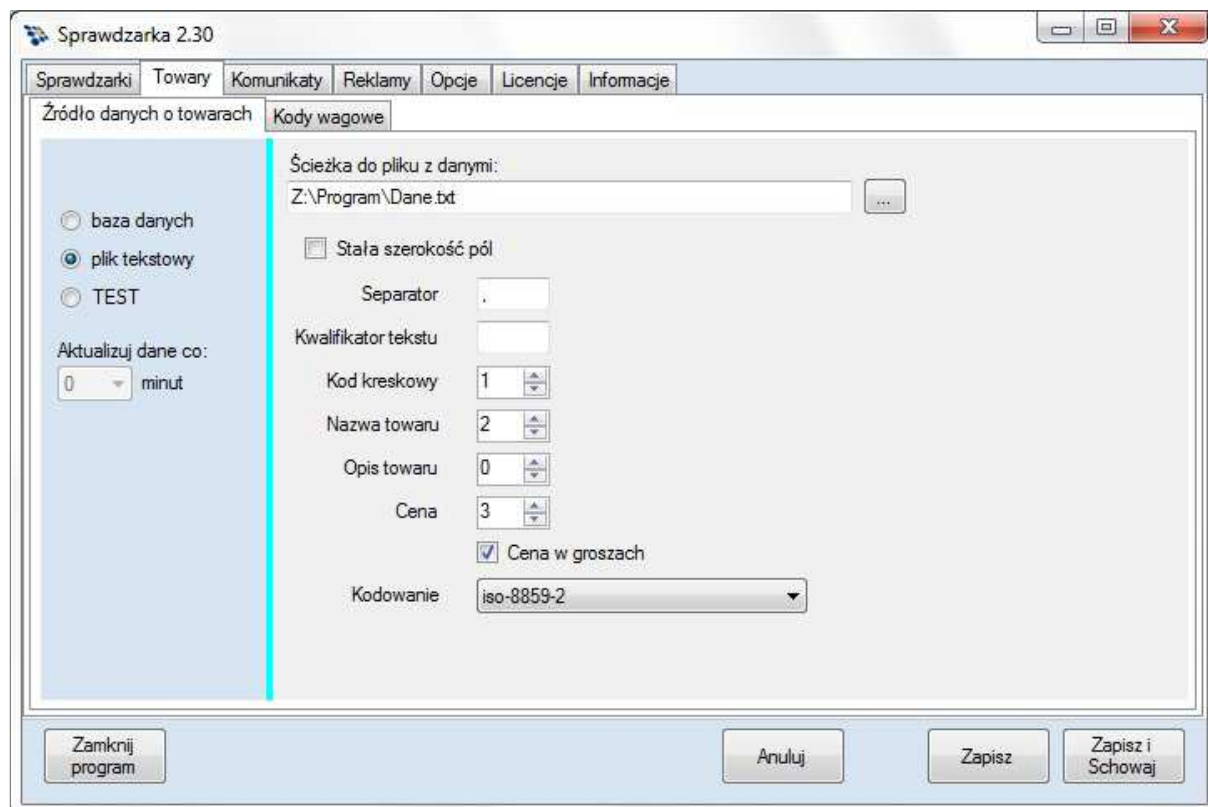 Sprawdzarka 2.30
Sprawdzarki Towary Komunikaty Reklamy Opcje Licencje Informacje
Źródło danych o towarach Kody wagowe
Ścieżka do pliku z danymi:
Z:\Program\Dane.txt ...
baza danych
plik tekstowy
TEST
Aktualizuj dane co:
0 minut
Stała szerokość pól
Separator ,
Kwalifikator tekstu
Kod kreskowy 1
Nazwa towaru 2
Opis towaru 0
Cena 3
Cena w groszach
Kodowanie iso-8859-2
Zamknij
program
Anuluj
Zapisz
Zapisz i
Schowaj